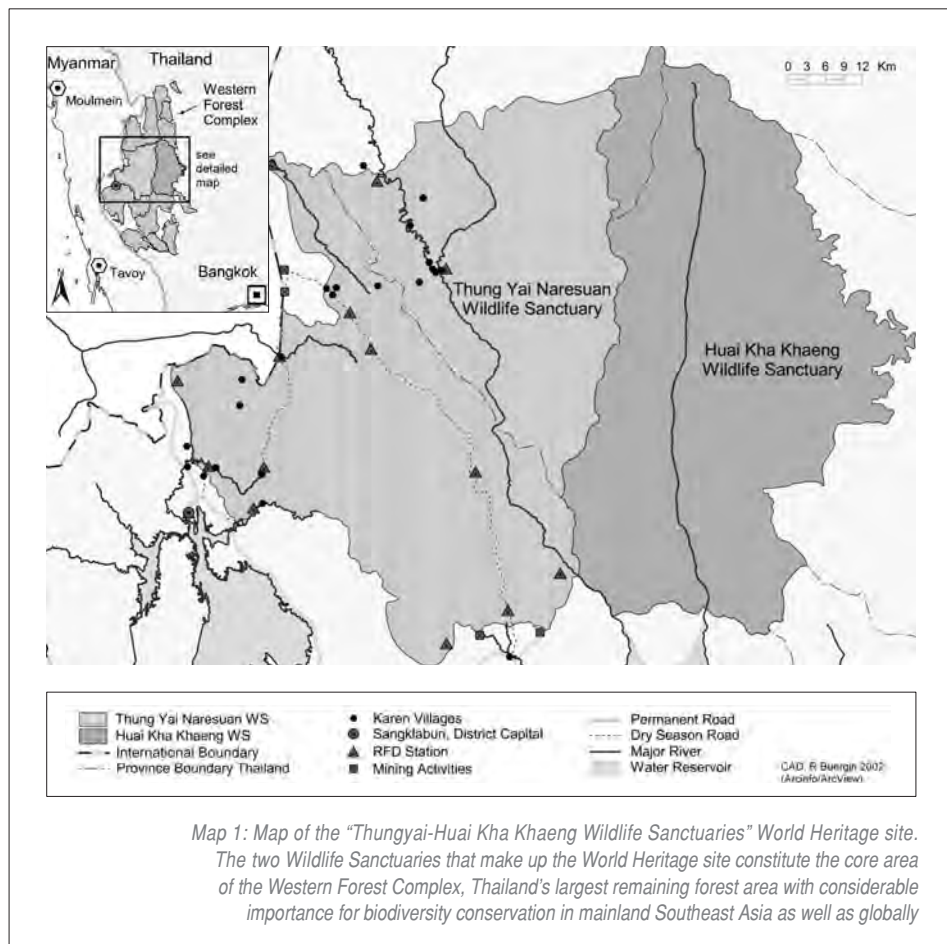 Myanmar
Thailand
Moulmein
Western
Forest
Complex
see
detailed
map
Tavoy
Bangkok
0 3 6 9 12 Km
Thung Yai Naresuan
Wildlife Sanctuary
Huai Kha Khaeng
Wildlife Sanctuary
Thung Yai Naresuan WS
Huai Kha Khaeng WS
International Boundary
Province Boundary Thailand
Karen Villages
Sangklaburi, District Capital
RFD Station
Mining Activities
Permanent Road
Dry Season Road
Major River
Water Reservoir
CAD: R Buergin 2002
(Arcinfo/ArcView)
Map 1: Map of the “Thungyai-Huai Kha Khaeng Wildlife Sanctuaries” World Heritage site.
The two Wildlife Sanctuaries that make up the World Heritage site constitute the core area
of the Western Forest Complex, Thailand’s largest remaining forest area with considerable
importance for biodiversity conservation in mainland Southeast Asia as well as globally